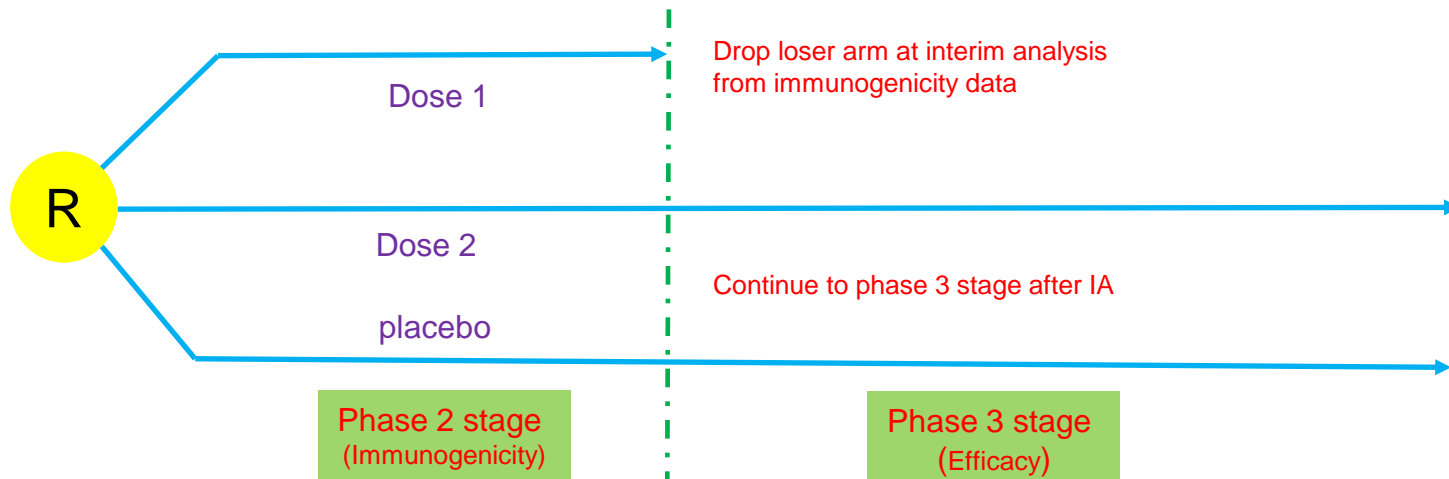 Drop loser arm at interim analysis
from immunogenicity data
Dose 1
R
Dose 2
Continue to phase 3 stage after IA
placebo
Phase 2 stage
(Immunogenicity)
Phase 3 stage
(Efficacy)